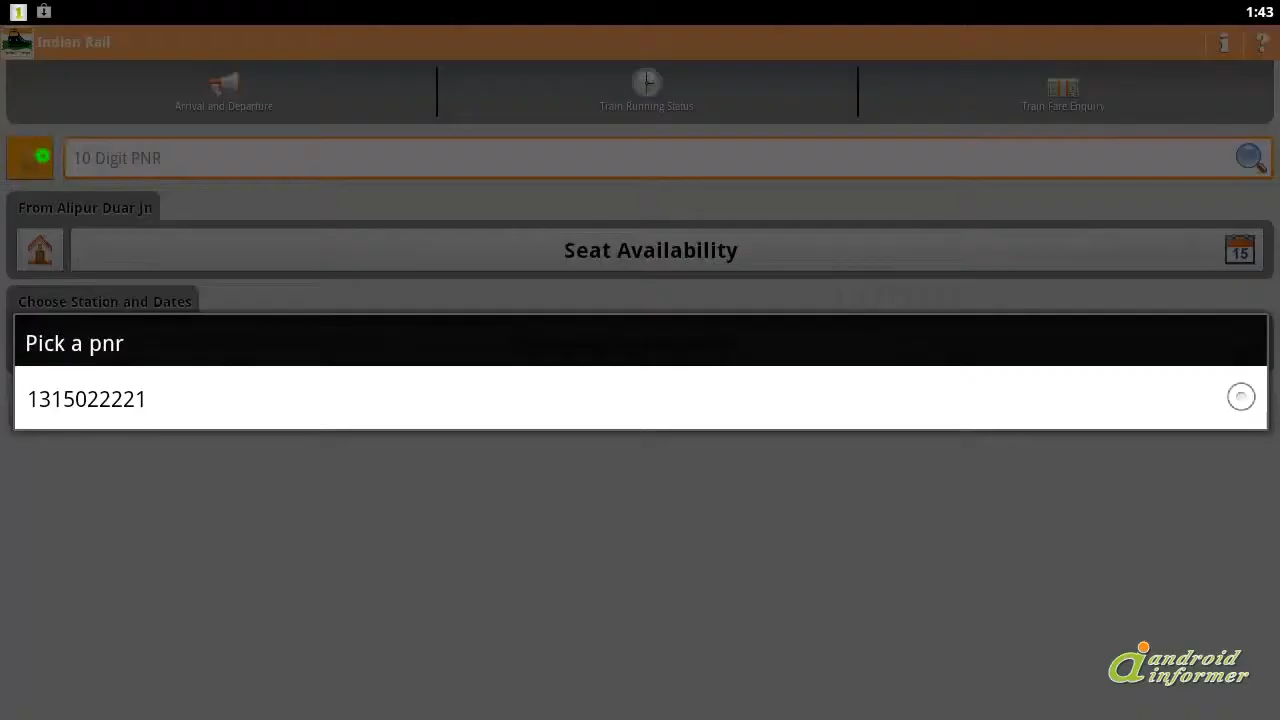 1
1:43
Indian Rail
Arrival and Departure
Train Running Status
Train Fare Enquiry
10 Digit PNR
From Alipur Duar Jn
Seat Availability
15
Choose Station and Dates
Pick a pnr
1315022221
android
informer